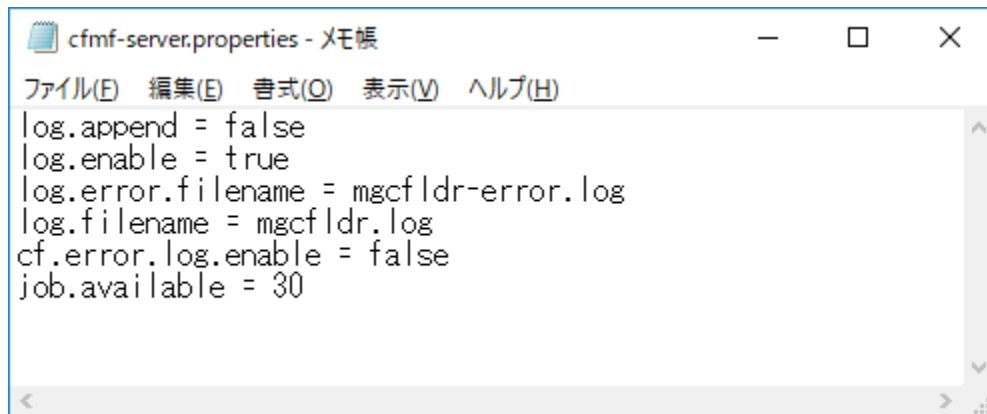 cfmf-server.properties - メモ帳
ファイル(F) 編集(E) 書式(O) 表示(V) ヘルプ(H)
log.append = false
log.enable = true
log.error.filename = mgcfldr-error.log
log.filename = mgcfldr.log
cf.error.log.enable = false
job.available = 30